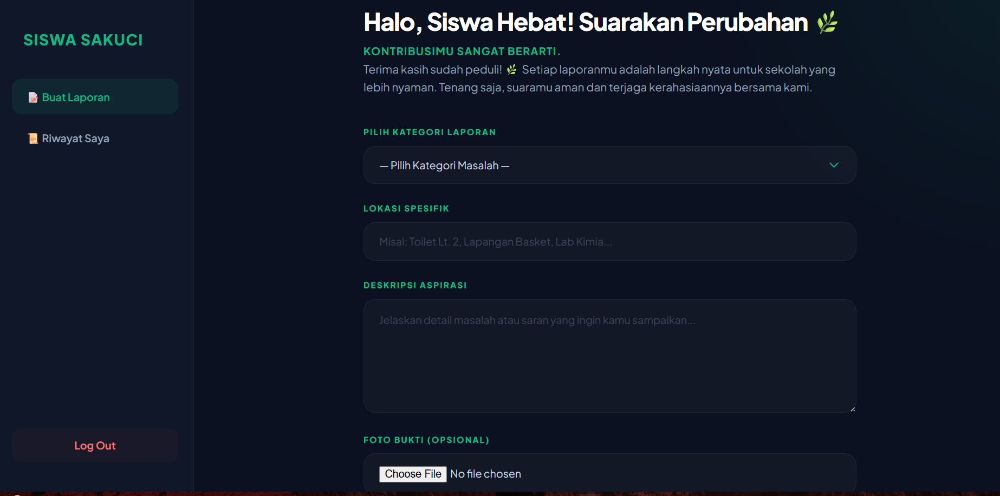 SISWA SAKUCI
📝 Buat Laporan
📜 Riwayat Saya
Log Out
Halo, Siswa Hebat! Suarakan Perubahan 🌿
KONTRIBUSIMU SANGAT BERARTI.
Terima kasih sudah peduli! 🌿 Setiap laporanmu adalah langkah nyata untuk sekolah yang
lebih nyaman. Tenang saja, suaramu aman dan terjaga kerahasiaannya bersama kami.
PILIH KATEGORI LAPORAN
— Pilih Kategori Masalah —
LOKASI SPESIFIK
Misal: Toilet Lt. 2, Lapangan Basket, Lab Kimia...
DESKRIPSI ASPIRASI
Jelaskan detail masalah atau saran yang ingin kamu sampaikan...
FOTO BUKTI (OPSIONAL)
Choose File No file chosen